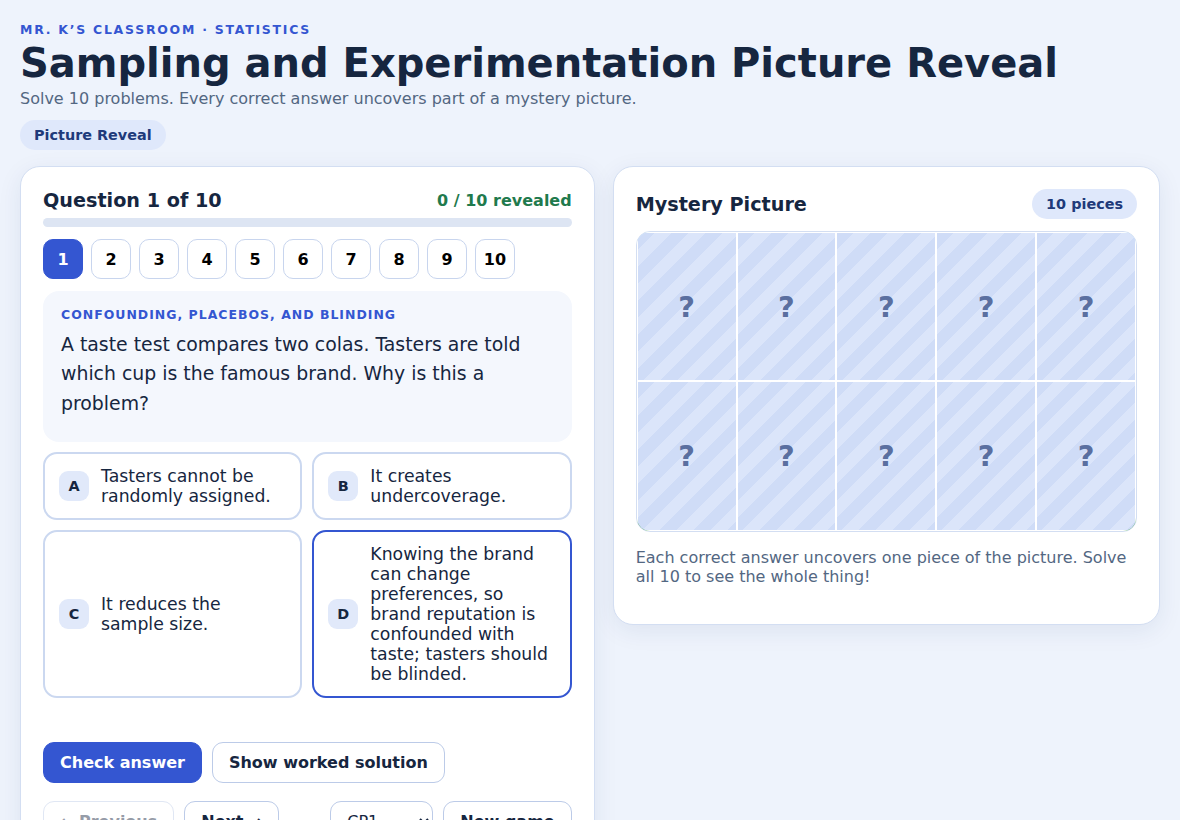 MR. K’S CLASSROOM · STATISTICS
Sampling and Experimentation Picture Reveal
Solve 10 problems. Every correct answer uncovers part of a mystery picture.
Picture Reveal
Question 1 of 10
0 / 10 revealed
1 2 3 4 5 6 7 8 9 10
CONFOUNDING, PLACEBOS, AND BLINDING
A taste test compares two colas. Tasters are told
which cup is the famous brand. Why is this a
problem?
A
Tasters cannot be
randomly assigned.
B
It creates
undercoverage.
C
It reduces the
sample size.
D
Knowing the brand
can change
preferences, so
brand reputation is
confounded with
taste; tasters should
be blinded.
Check answer
Show worked solution
Previous
Next
CP1
New game
Mystery Picture
10 pieces
? ? ? ? ?
? ? ? ? ?
Each correct answer uncovers one piece of the picture. Solve
all 10 to see the whole thing!